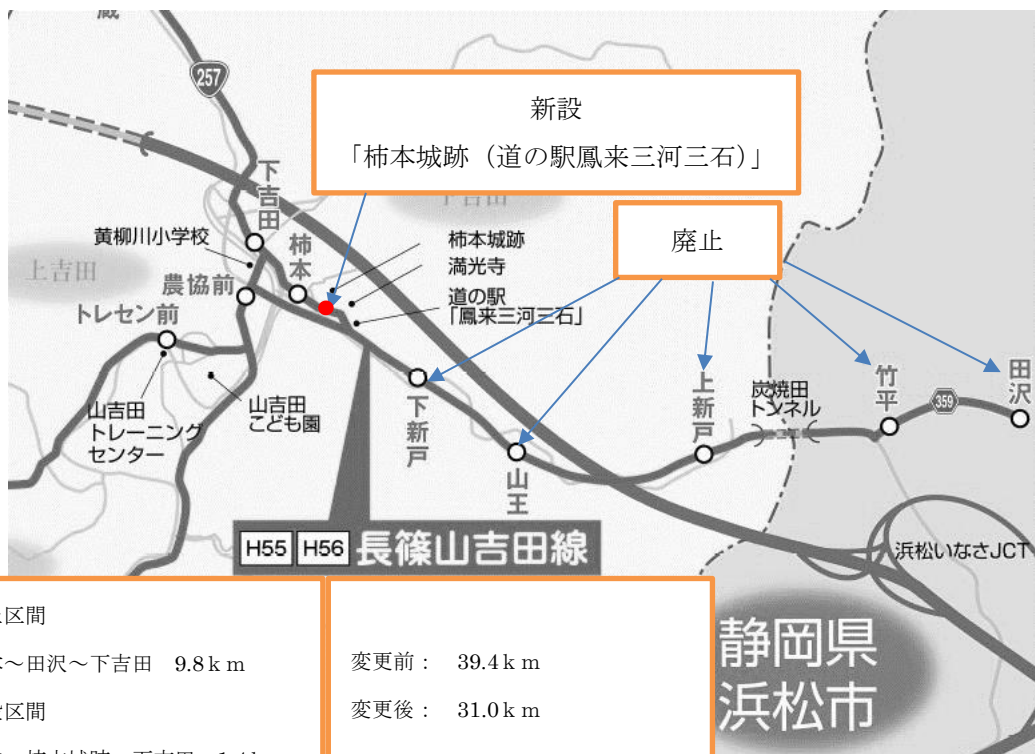 257
新設
「柿本城跡（道の駅鳳来三河三石）」
下吉田
下吉田
廃止
黄柳川小学校
柿本
柿本城跡
満光寺
道の駅
「鳳来三河三石」
上吉田
農協前
トレセン前
山吉田
トレーニング
センター
山吉田
こども園
下新戸
山王
上新戸
炭焼田
トンネル
竹平
359
田沢
H55 H56 長篠山吉田線
浜松いなさJCT
区間
～田沢～下吉田 9.8ｋｍ
区間
変更前： 39.4ｋｍ
変更後： 31.0ｋｍ
静岡県
浜松市